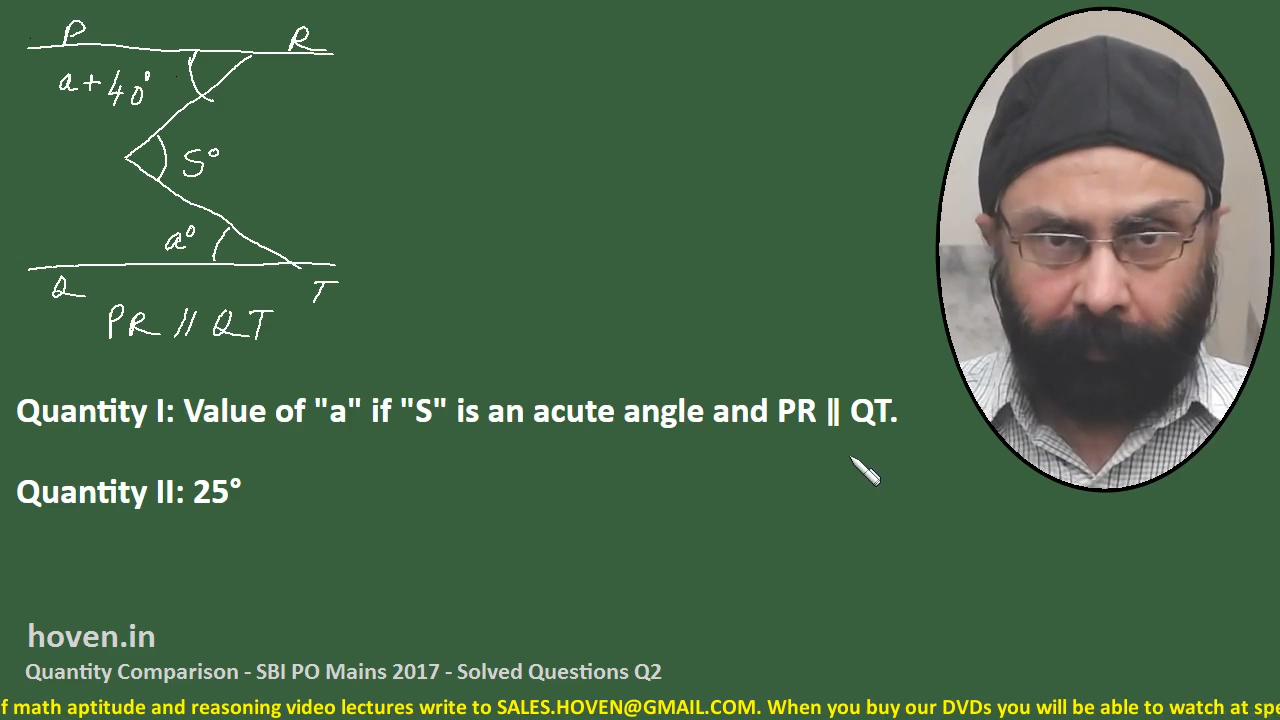 P R
a + 40°
S°
a°
Q T
PR // QT
Quantity I: Value of "a" if "S" is an acute angle and PR ∥ QT.
Quantity II: 25°
hoven.in
Quantity Comparison - SBI PO Mains 2017 - Solved Questions Q2
f math aptitude and reasoning video lectures write to SALES.HOVEN@GMAIL.COM. When you buy our DVDs you will be able to watch at spe